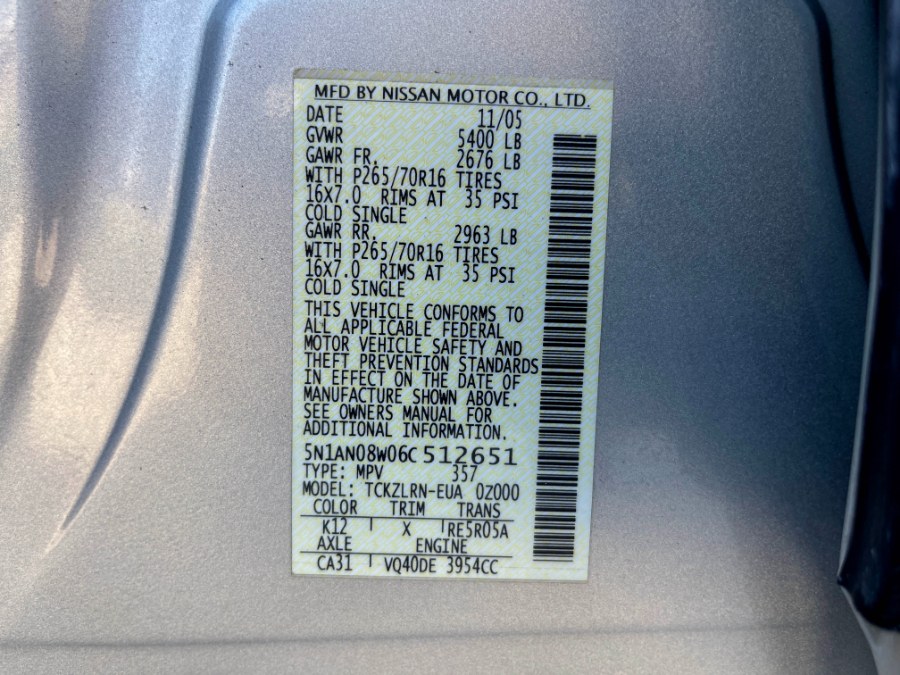 MFD BY NISSAN MOTOR CO., LTD.
DATE 11/05
GVWR 5400 LB
GAWR FR. 2676 LB
WITH P265/70R16 TIRES
16X7.0 RIMS AT 35 PSI
COLD SINGLE
GAWR RR. 2963 LB
WITH P265/70R16 TIRES
16X7.0 RIMS AT 35 PSI
COLD SINGLE
THIS VEHICLE CONFORMS TO
ALL APPLICABLE FEDERAL
MOTOR VEHICLE SAFETY AND
THEFT PREVENTION STANDARDS
IN EFFECT ON THE DATE OF
MANUFACTURE SHOWN ABOVE.
SEE OWNERS MANUAL FOR
ADDITIONAL INFORMATION.
5N1AN08W06C512651
TYPE: MPV 357
MODEL: TCKZLRN-EUA 0Z000
COLOR TRIM TRANS
K12 X RE5R05A
AXLE ENGINE
CA31 VQ40DE 3954CC